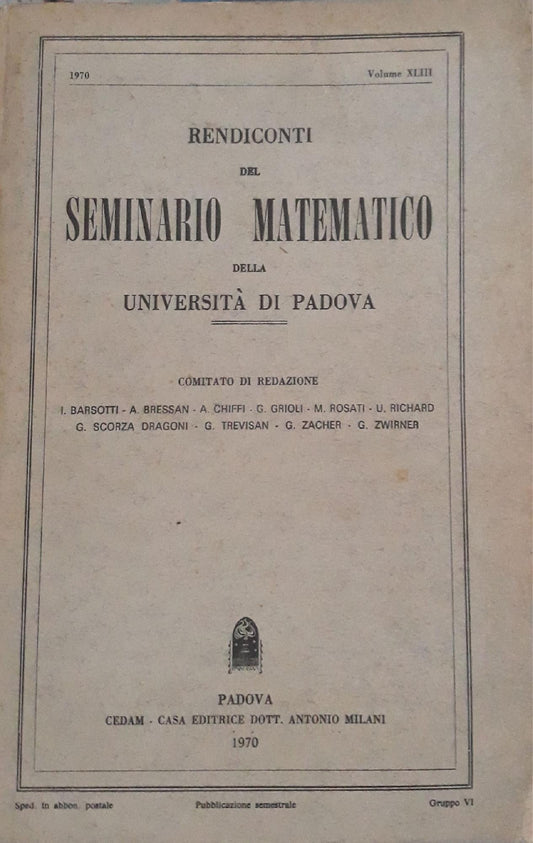 1970 Volume XLIII
RENDICONTI
DEL
SEMINARIO MATEMATICO
DELLA
UNIVERSITÀ DI PADOVA
COMITATO DI REDAZIONE
I. BARSOTTI - A. BRESSAN - A. CHIFFI - G. GRIOLI - M. ROSATI - U. RICHARD
G. SCORZA DRAGONI - G. TREVISAN - G. ZACHER - G. ZWIRNER
PADOVA
CEDAM - CASA EDITRICE DOTT. ANTONIO MILANI
1970
Sped. in abbon. postale Pubblicazione semestrale Gruppo VI